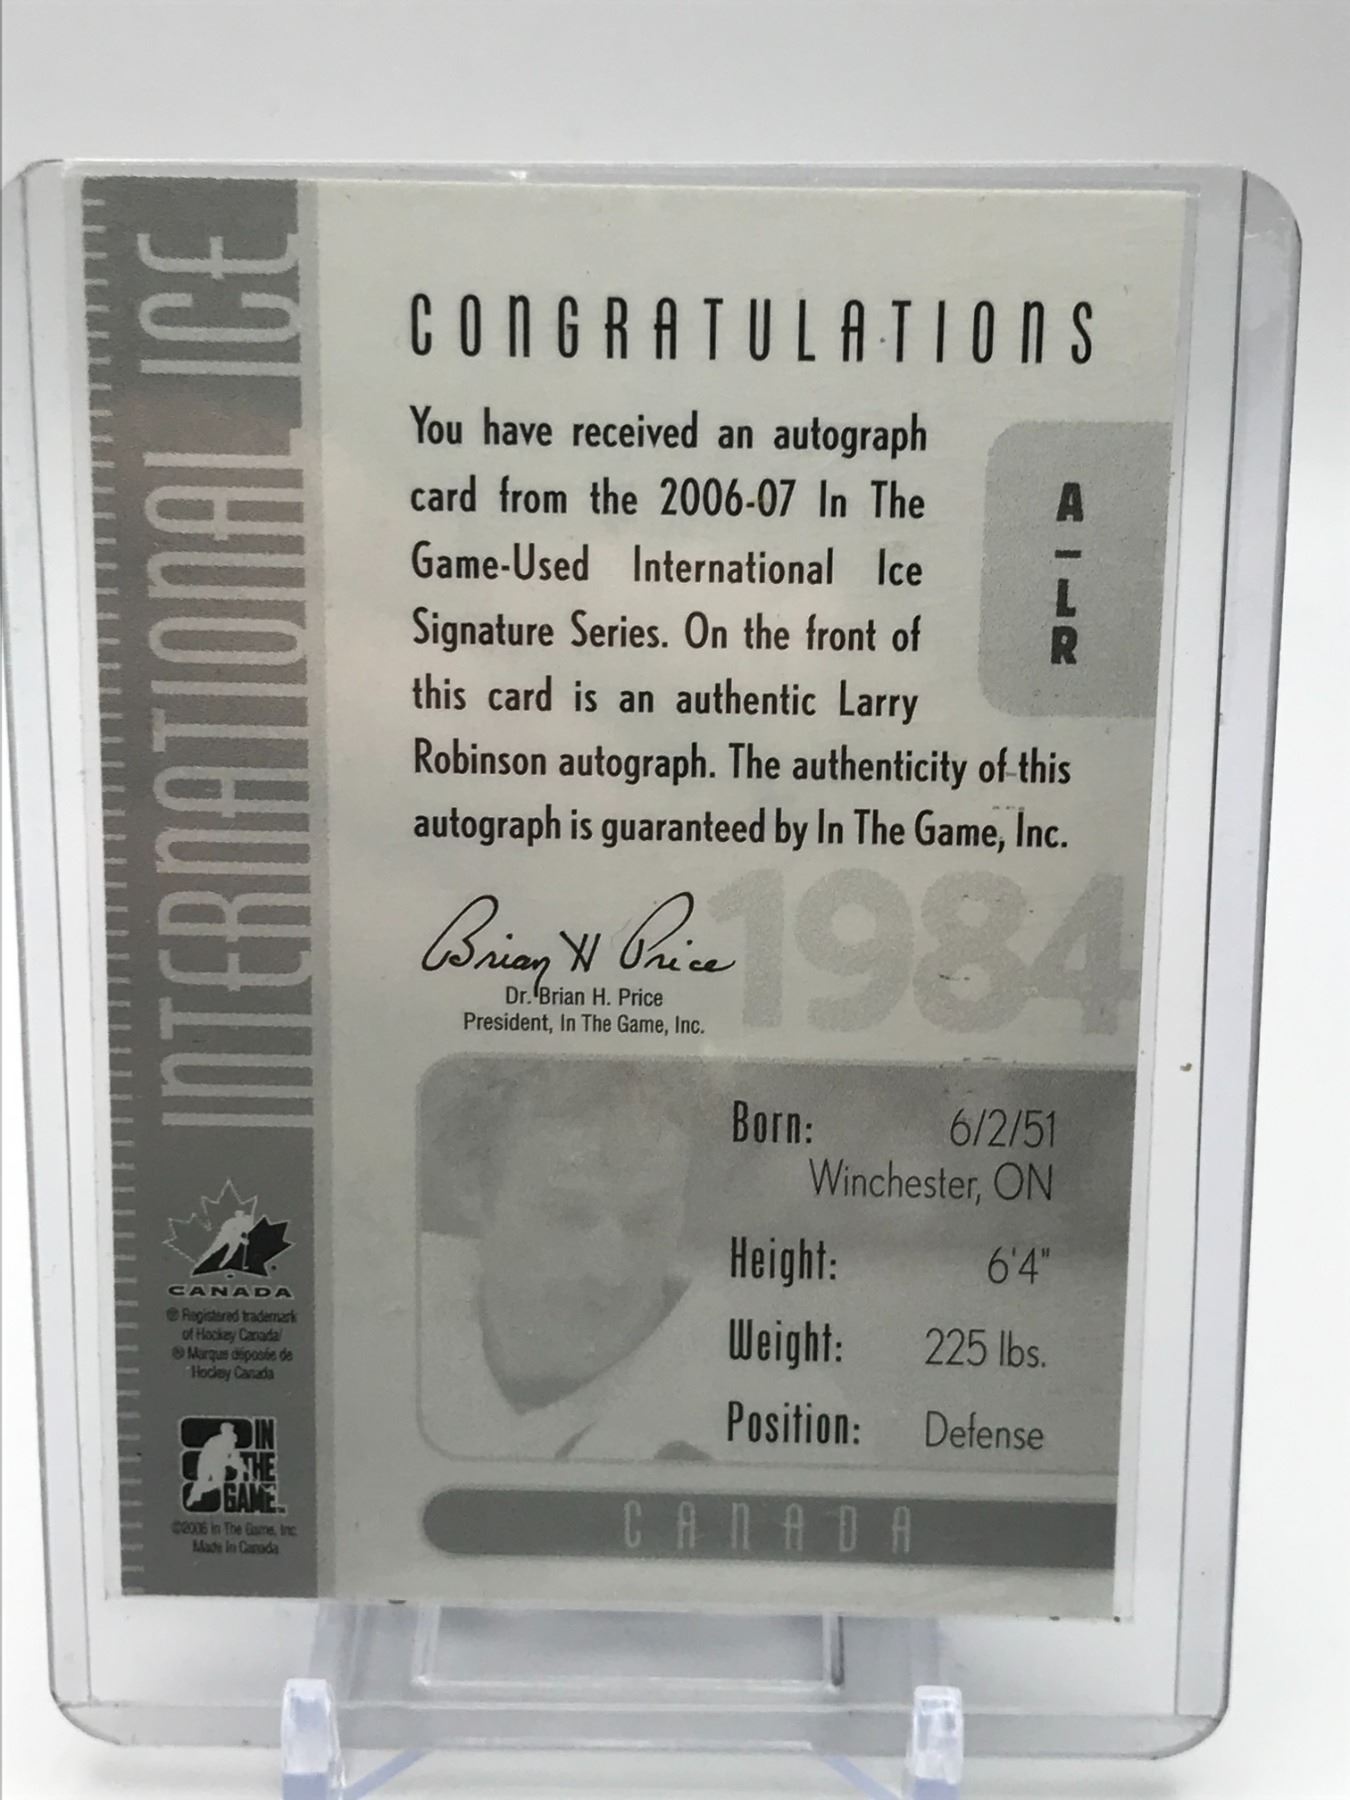 INTERNATIONAL ICE
CONGRATULATIONS
You have received an autograph
card from the 2006-07 In The
Game-Used International Ice
Signature Series. On the front of
this card is an authentic Larry
Robinson autograph. The authenticity of this
autograph is guaranteed by In The Game, Inc.
A-LR
Brian H Price
Dr. Brian H. Price
President, In The Game, Inc.
1984
Born: 6/2/51
Winchester, ON
Height: 6'4"
Weight: 225 lbs.
Position: Defense
CANADA
CANADA
® Registered trademark
of Hockey Canada/
® Marque déposée de
Hockey Canada
IN
THE
GAME™
©2006 In The Game, Inc.
Made In Canada